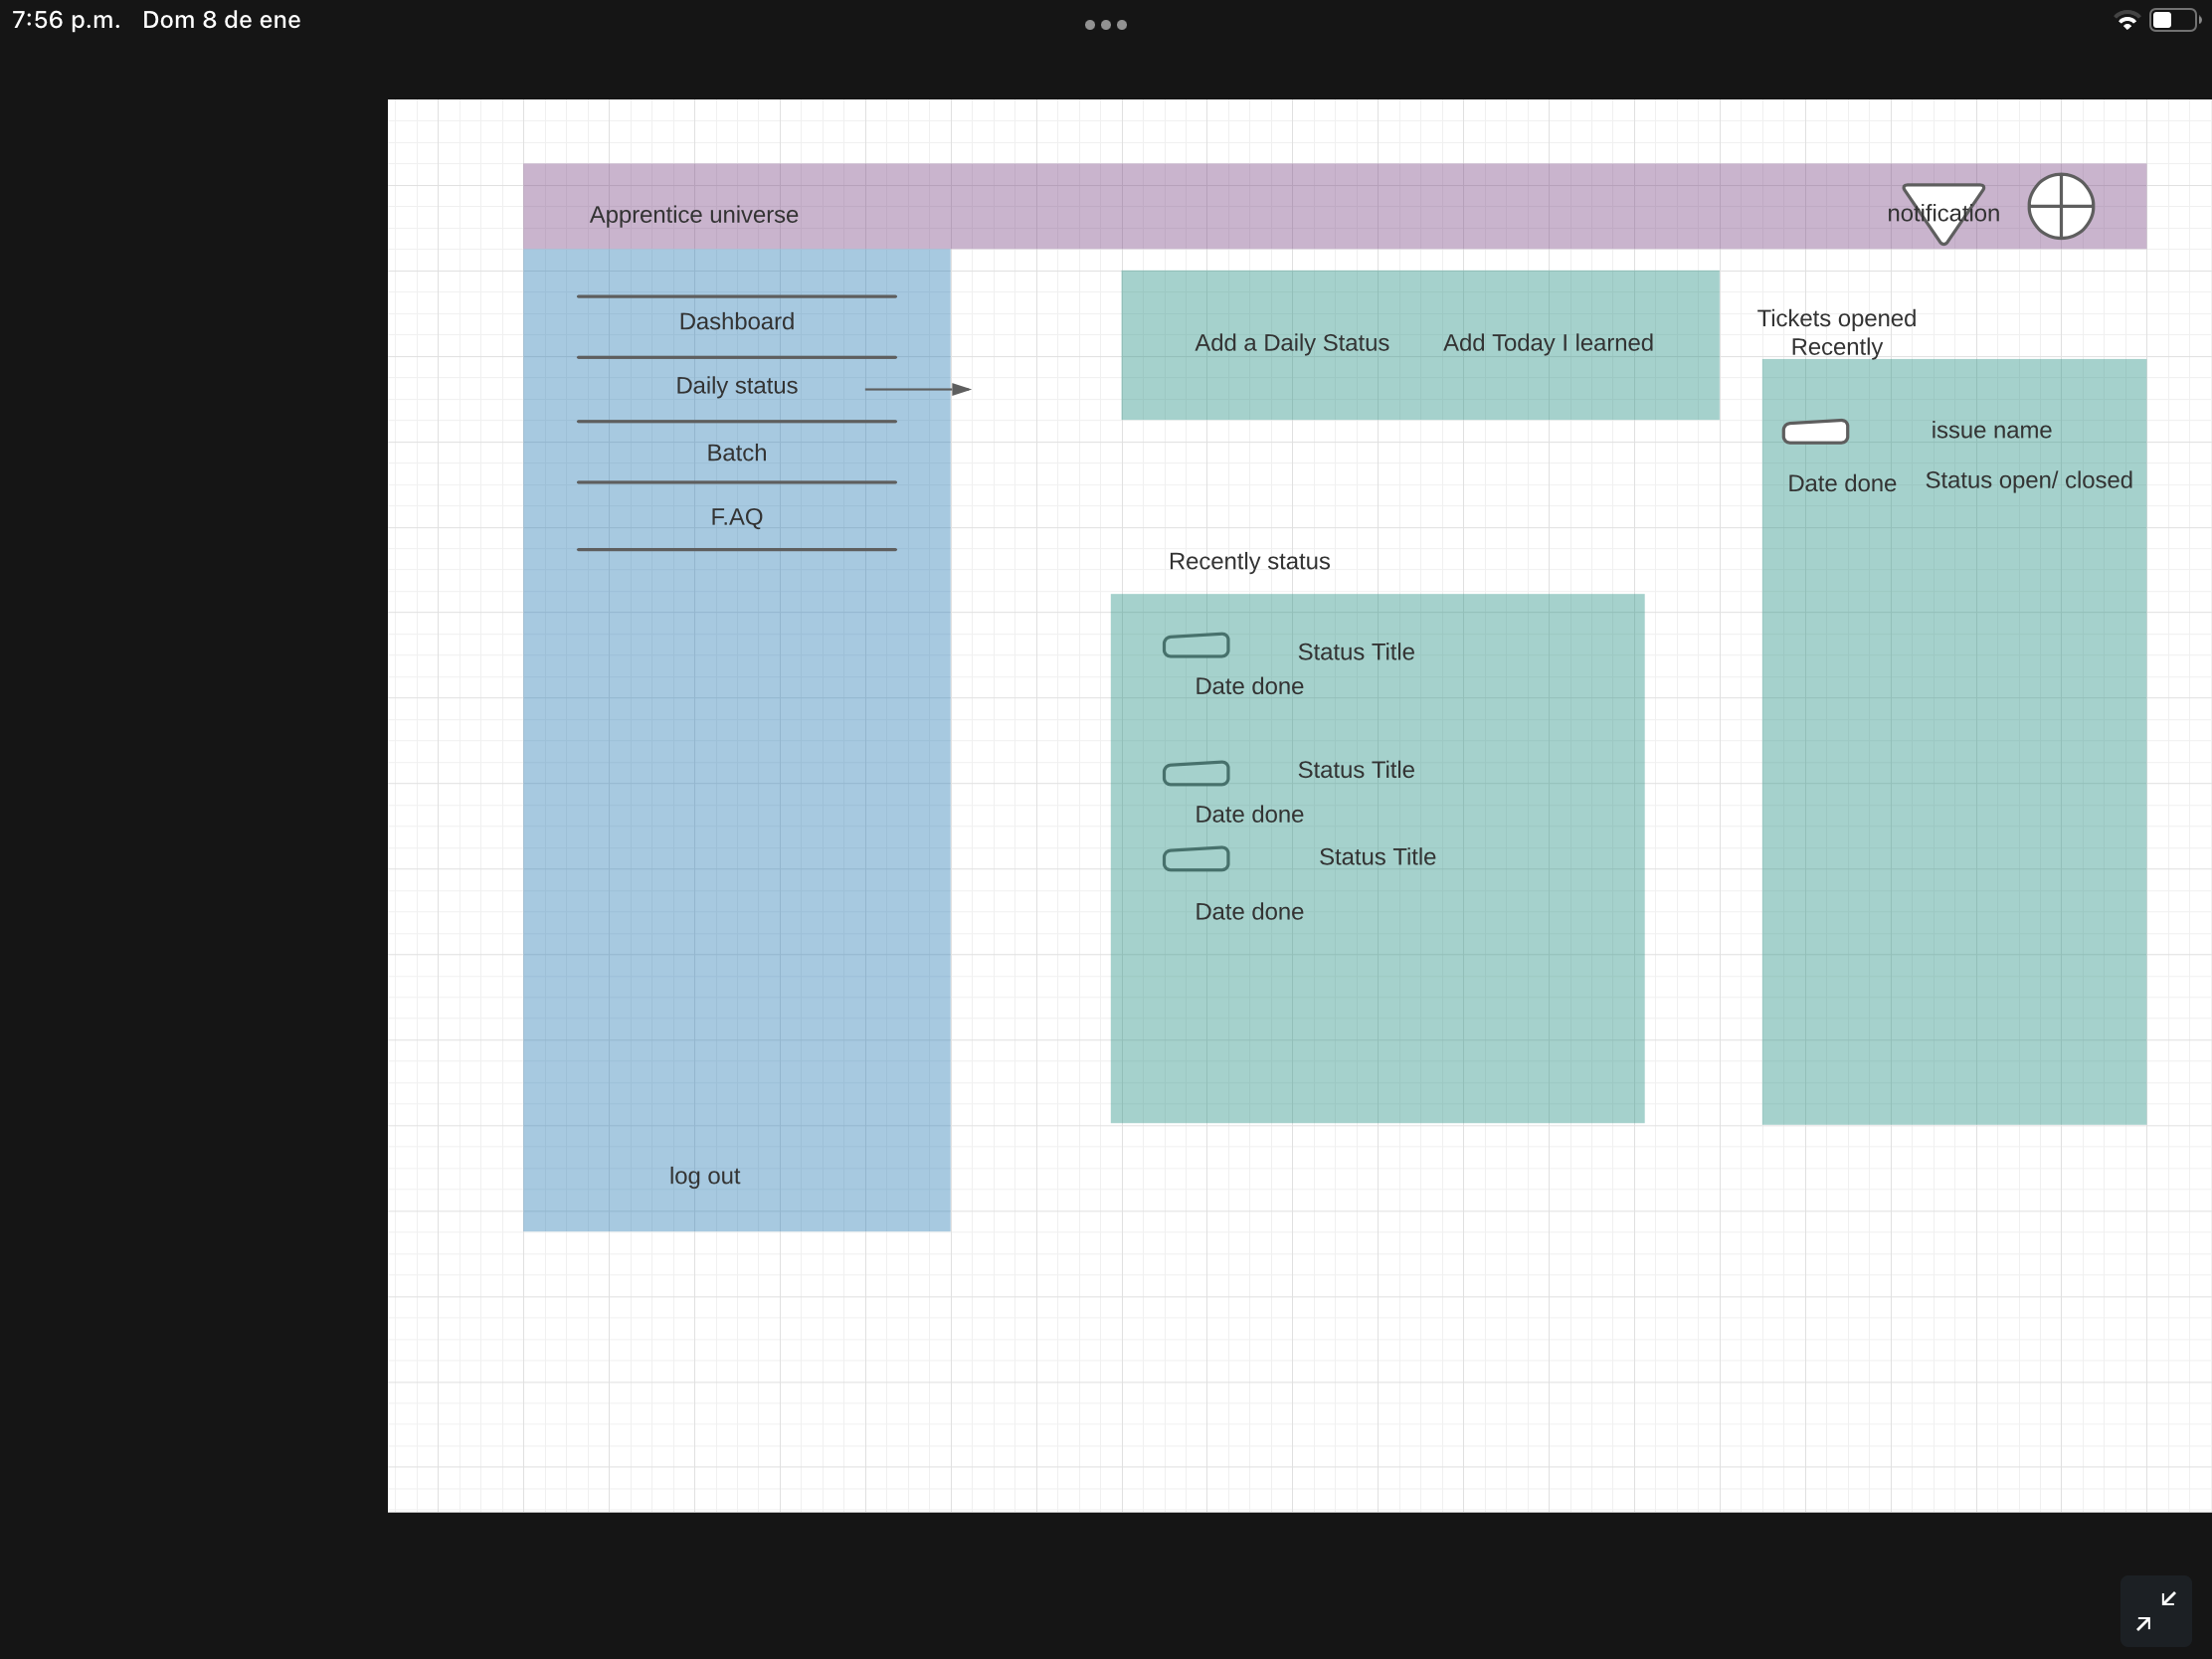 7:56 p.m. Dom 8 de ene
Apprentice universe
notification
Dashboard
Daily status
Batch
F.AQ
log out
Add a Daily Status Add Today I learned
Recently status
Status Title
Date done
Status Title
Date done
Status Title
Date done
Tickets opened
Recently
issue name
Date done Status open/ closed